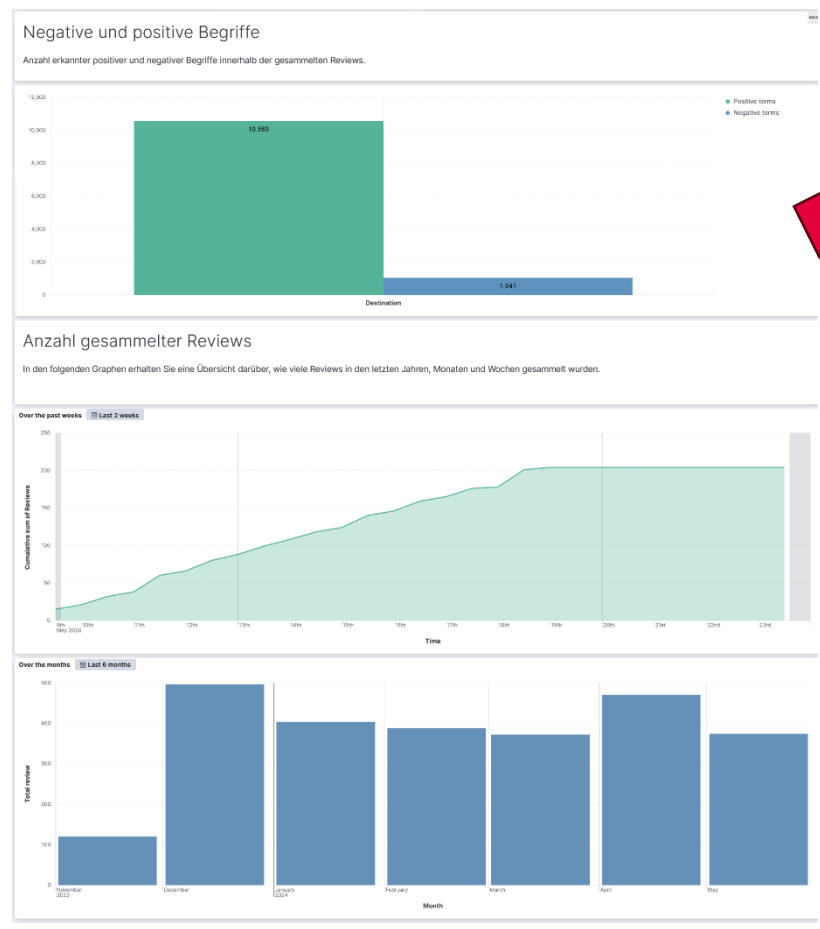 Negative und positive Begriffe
Anzahl erkannter positiver und negativer Begriffe innerhalb der gesammelten Reviews.
12,000
10,000
8,000
6,000
4,000
2,000
0
10.569
1.041
Destination
Positive terms
Negative terms
Anzahl gesammelter Reviews
In den folgenden Graphen erhalten Sie eine Übersicht darüber, wie viele Reviews in den letzten Jahren, Monaten und Wochen gesammelt wurden.
Over the past weeks Last 2 weeks
Cumulative sum of Reviews
250
200
150
100
50
0
9th 10th 11th 12th 13th 14th 15th 16th 17th 18th 19th 20th 21st 22nd 23rd
May 2024
Time
Over the months Last 6 months
Total review
500
400
300
200
100
0
November December January February March April May
2023 2024
Month